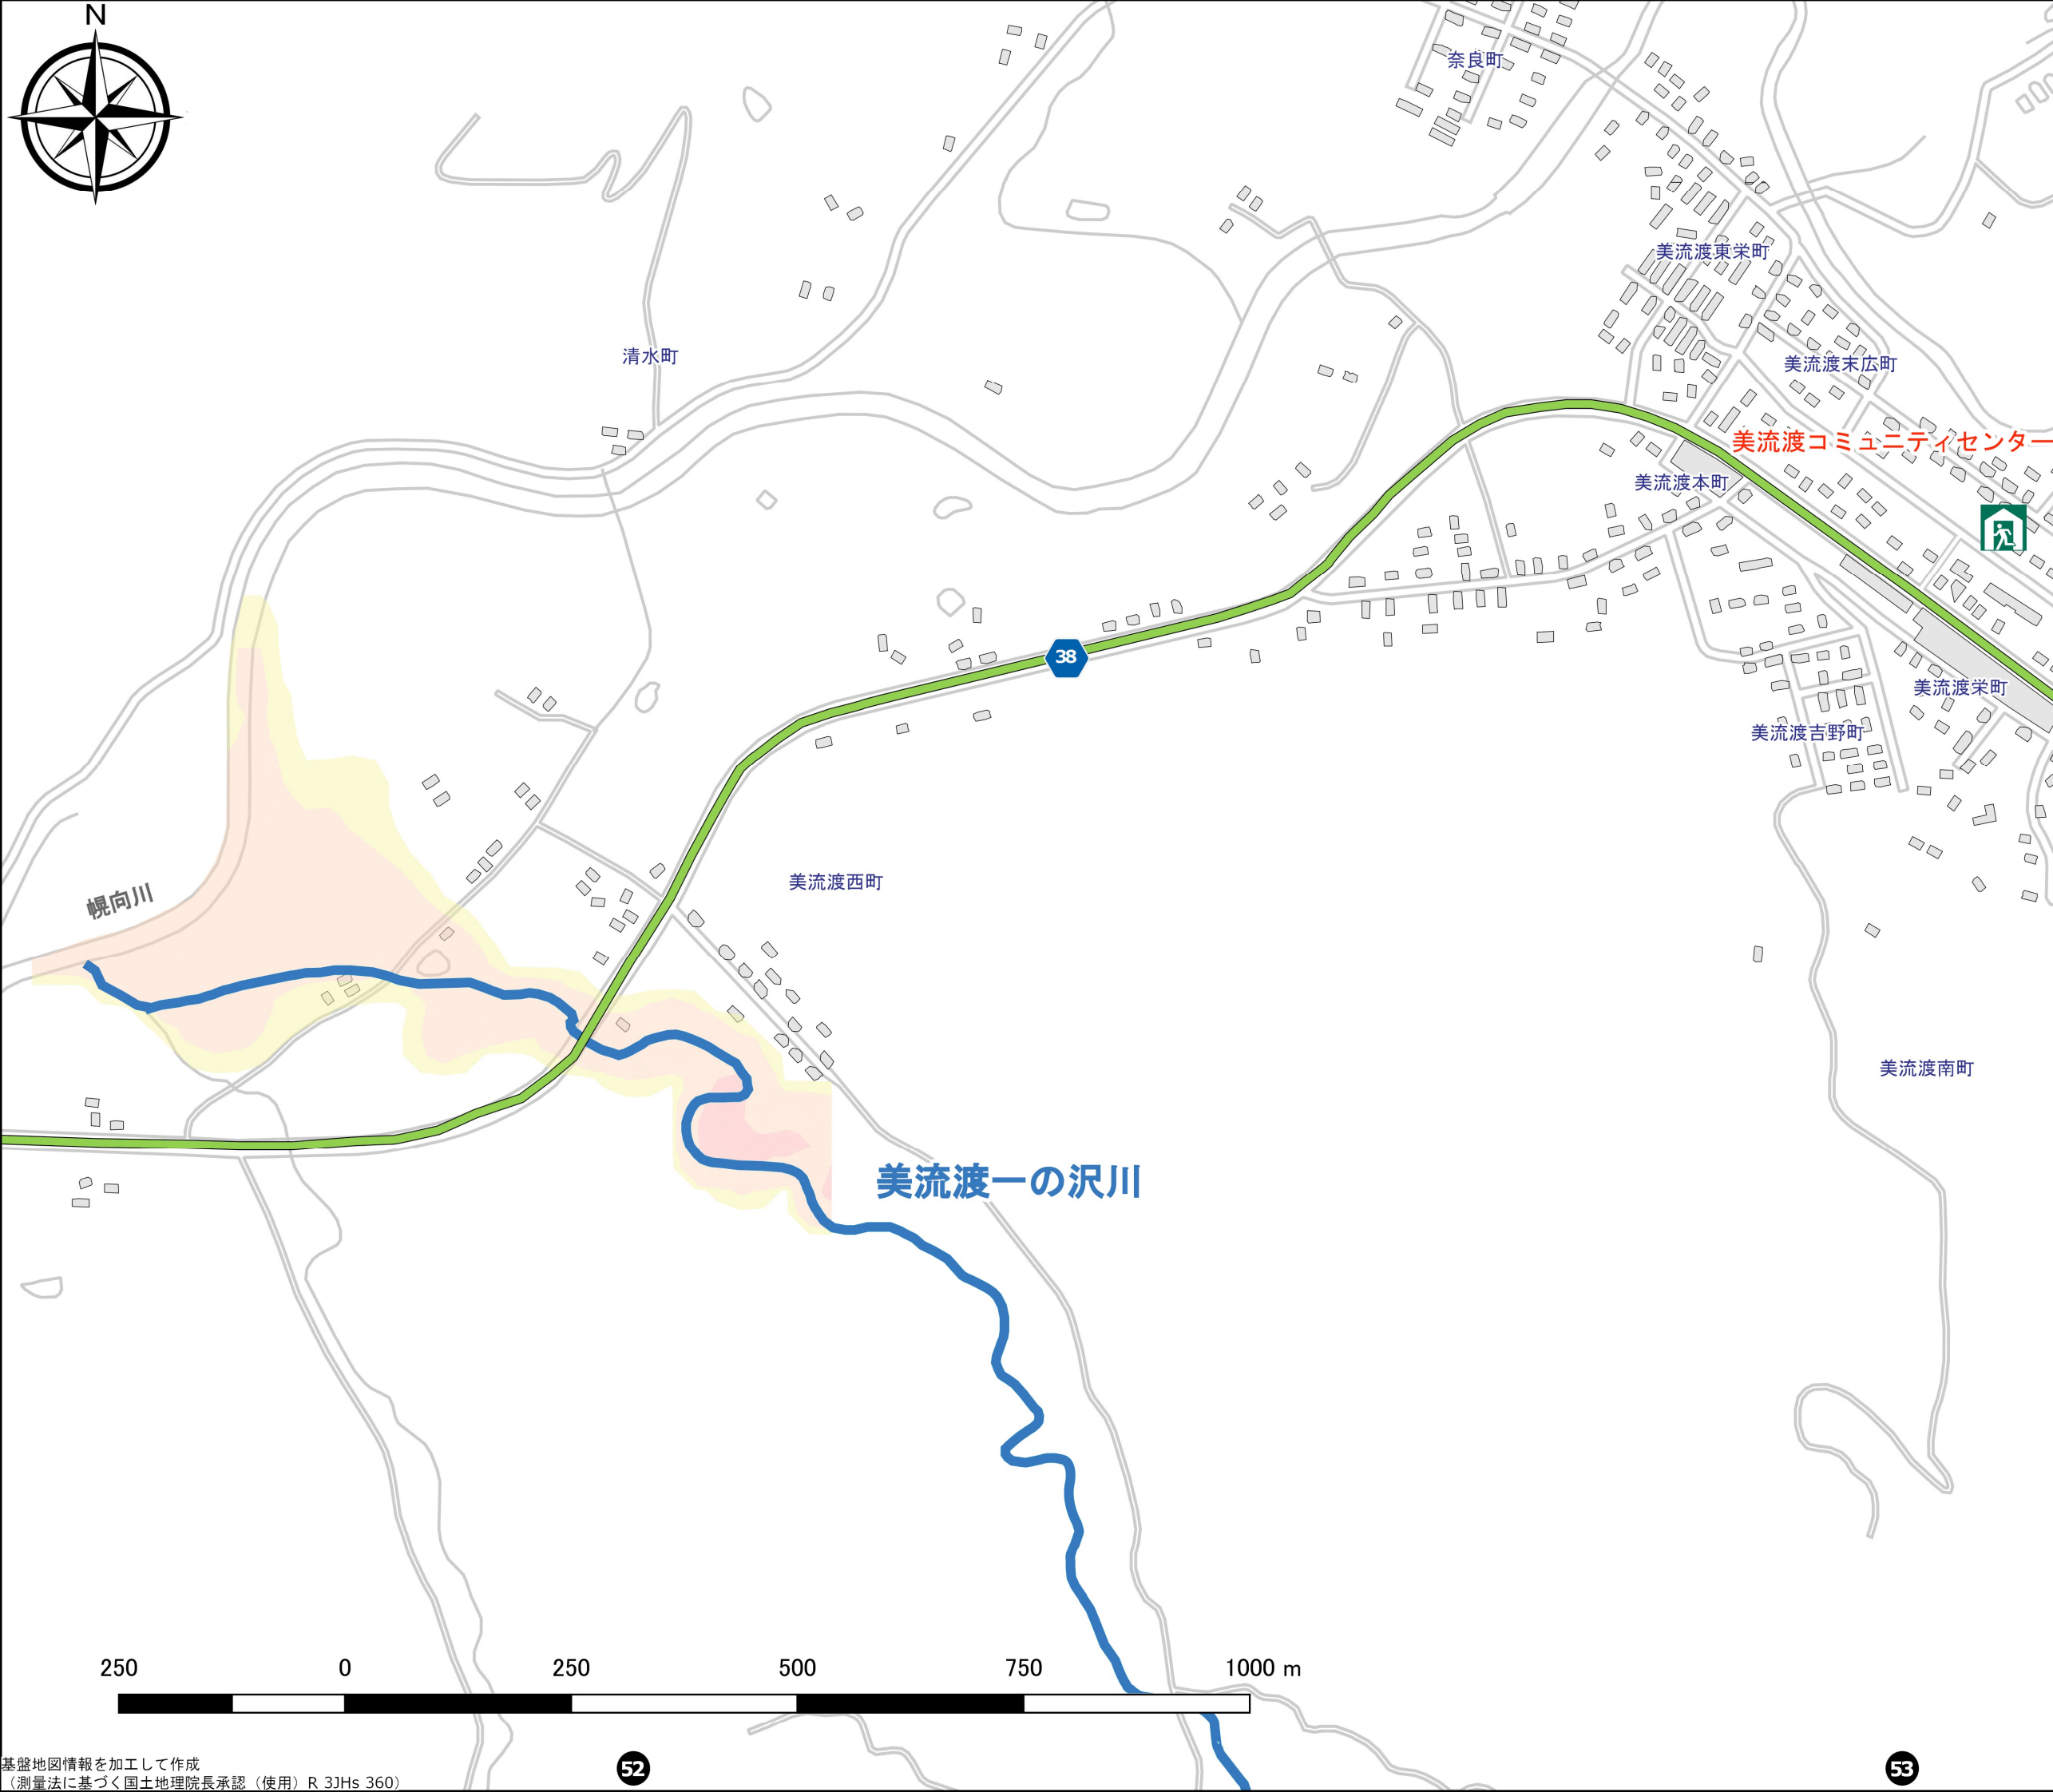 N
奈良町
美流渡東栄町
清水町
美流渡末広町
美流渡コミュニティセンター
美流渡本町
38
美流渡栄町
美流渡吉野町
美流渡西町
幌向川
美流渡南町
美流渡一の沢川
250 0 250 500 750 1000 m
基盤地図情報を加工して作成
（測量法に基づく国土地理院長承認（使用）R 3JHs 360）
52
53